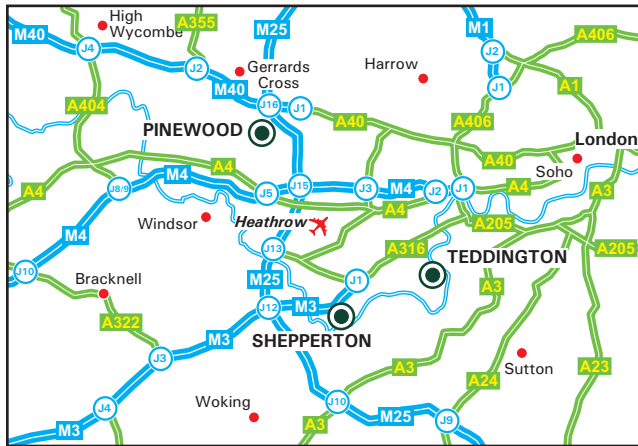 High
Wycombe
A355
M25
M1
A406
M40
J4
J2
J2
Gerrards
Cross
Harrow
J1
A1
M40
A404
J16
J1
A406
PINEWOOD
A40
London
A40
Soho
A4
J15
A4
M4
J8/9
J5
J3
M4
J2
J1
A4
A3
Windsor
Heathrow
A4
A205
M4
J13
A316
A205
J10
TEDDINGTON
Bracknell
M25
J1
A3
J12
M3
A322
M3
SHEPPERTON
J3
Sutton
A3
A24
A23
J4
Woking
J10
A3
M25
J9
M3